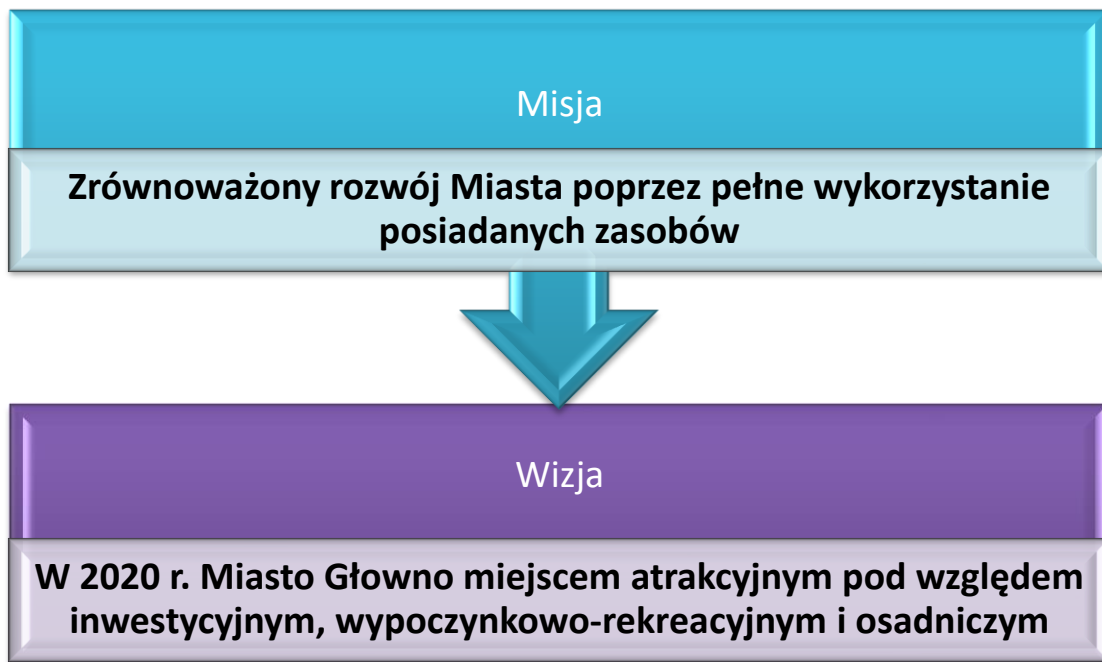 Misja
Zrównoważony rozwój Miasta poprzez pełne wykorzystanie
posiadanych zasobów
Wizja
W 2020 r. Miasto Głowno miejscem atrakcyjnym pod względem
inwestycyjnym, wypoczynkowo-rekreacyjnym i osadniczym